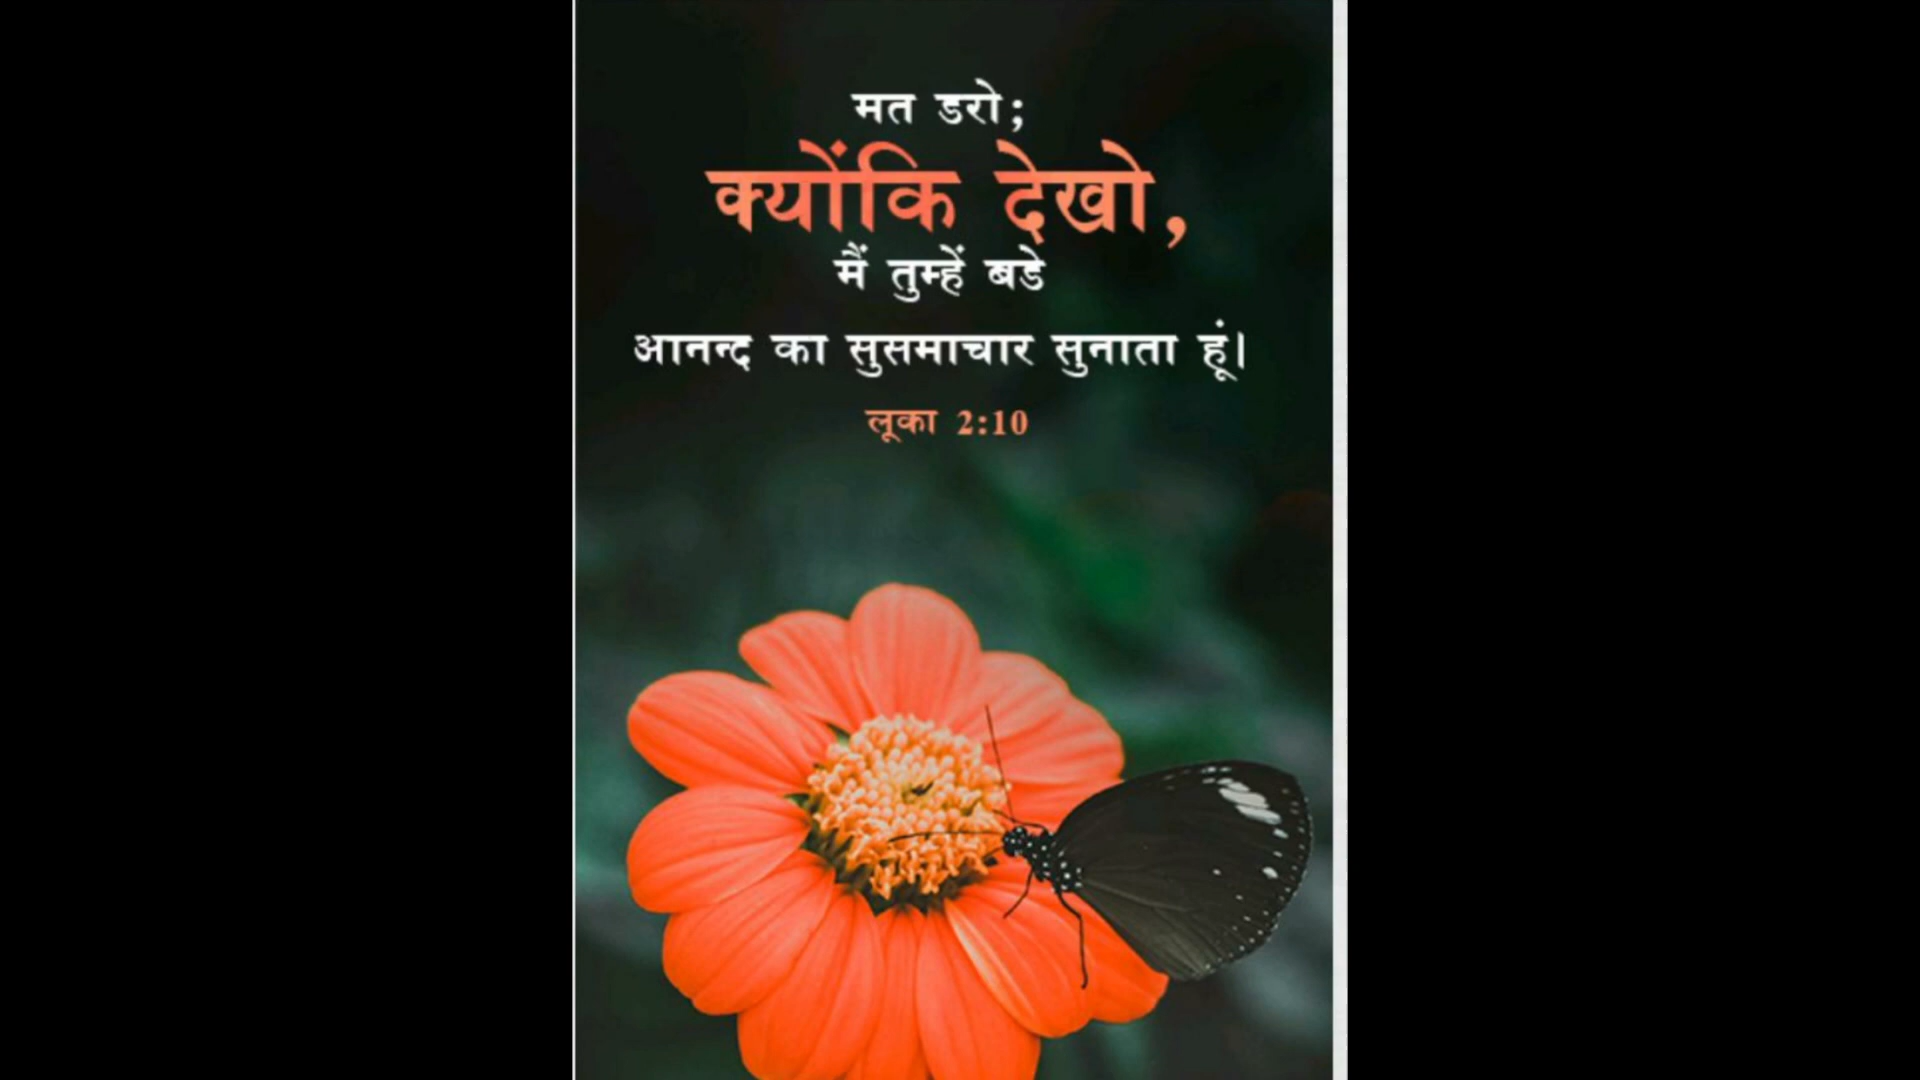 मत डरो;
क्योंकि देखो,
मैं तुम्हें बडे
आनन्द का सुसमाचार सुनाता हूं।
लूका 2:10